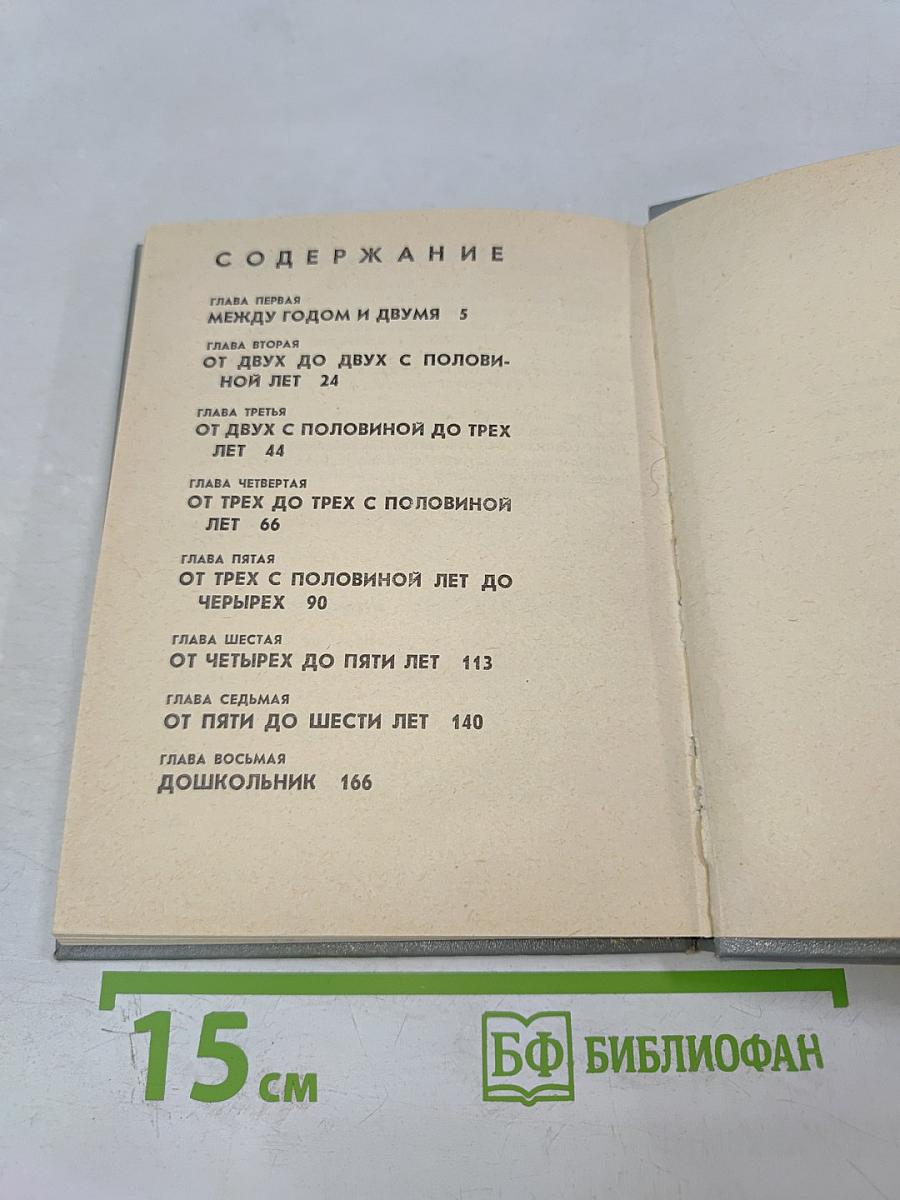 СОДЕРЖАНИЕ
ГЛАВА ПЕРВАЯ
МЕЖДУ ГОДОМ И ДВУМЯ 5
ГЛАВА ВТОРАЯ
ОТ ДВУХ ДО ДВУХ С ПОЛОВИ-
НОЙ ЛЕТ 24
ГЛАВА ТРЕТЬЯ
ОТ ДВУХ С ПОЛОВИНОЙ ДО ТРЕХ
ЛЕТ 44
ГЛАВА ЧЕТВЕРТАЯ
ОТ ТРЕХ ДО ТРЕХ С ПОЛОВИНОЙ
ЛЕТ 66
ГЛАВА ПЯТАЯ
ОТ ТРЕХ С ПОЛОВИНОЙ ЛЕТ ДО
ЧЕРЫРЕХ 90
ГЛАВА ШЕСТАЯ
ОТ ЧЕТЫРЕХ ДО ПЯТИ ЛЕТ 113
ГЛАВА СЕДЬМАЯ
ОТ ПЯТИ ДО ШЕСТИ ЛЕТ 140
ГЛАВА ВОСЬМАЯ
ДОШКОЛЬНИК 166
15 см
БФ БИБЛИОФАН